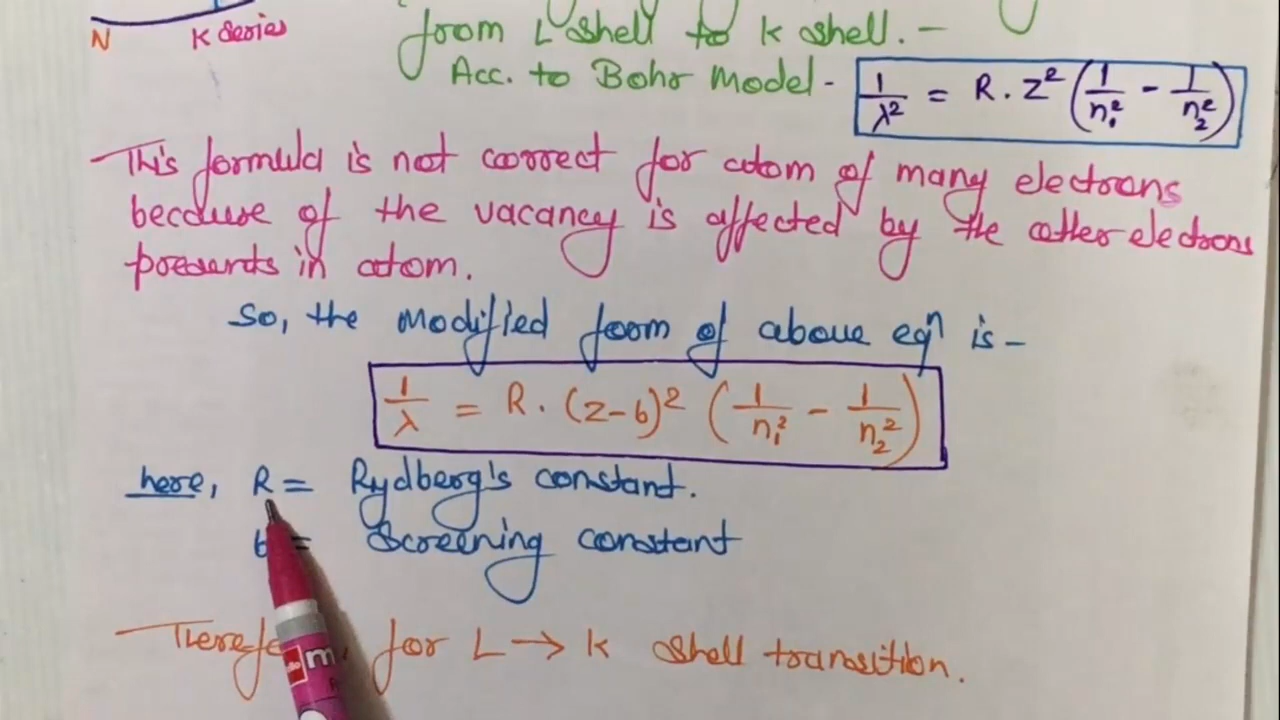 N K Series
from L shell to K shell. -
Acc. to Bohr Model - 1/λ² = R. Z² (1/n₁² - 1/n₂²)
This formula is not correct for atom of many electrons
because of the vacancy is affected by the other electrons
presents in atom.
So, the modified form of above eqⁿ is -
1/λ = R. (Z-b)² (1/n₁² - 1/n₂²)
here, R = Rydberg's constant.
= Screening constant
for L → K shell transition.